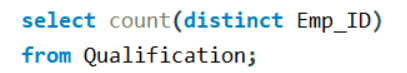 select count(distinct Emp_ID)
from Qualification;